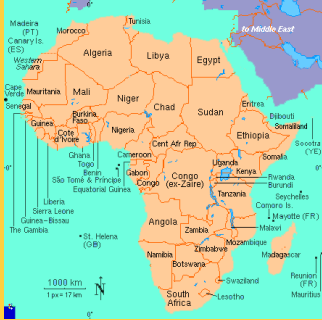 6°
Madeira
(PT)
Canary Is.
(ES)
Tunisia
Morocco
to Middle East
Algeria
Libya
Egypt
Western
Sahara
Cape
Verde
Mauritania
Mali
Niger
Chad
Sudan
Eritrea
Senegal
Burkina
Faso
Djibouti
Guinea
Cote
d'Ivoire
Nigeria
Somaliland
Ethiopia
Cent Afr Rep.
Socotra
(YE)
Ghana
Togo
Benin
Cameroon
Uganda
Somalia
0°
0°
São Tomé & Príncipe
Equatorial Guinea
Gabon
Congo
Congo
(ex-Zaire)
Kenya
Rwanda
Burundi
Tanzania
Seychelles
Liberia
Sierra Leone
Guinea-Bissau
The Gambia
Comoro Is.
Mayotte (FR)
Angola
Malawi
St. Helena
(GB)
Zambia
Mozambique
Zimbabwe
Namibia
Botswana
Madagascar
Reunion
(FR)
Mauritius
1000 km
1 px = 17 km
N
Swaziland
South
Africa
Lesotho
0°